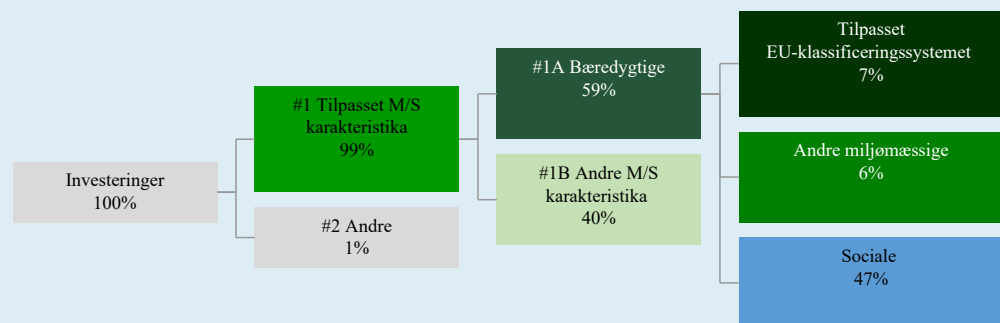 Investeringer
100%
#1 Tilpasset M/S
karakteristika
99%
#2 Andre
1%
#1A Bæredygtige
59%
#1B Andre M/S
karakteristika
40%
Tilpasset
EU-klassificeringssystemet
7%
Andre miljømæssige
6%
Sociale
47%